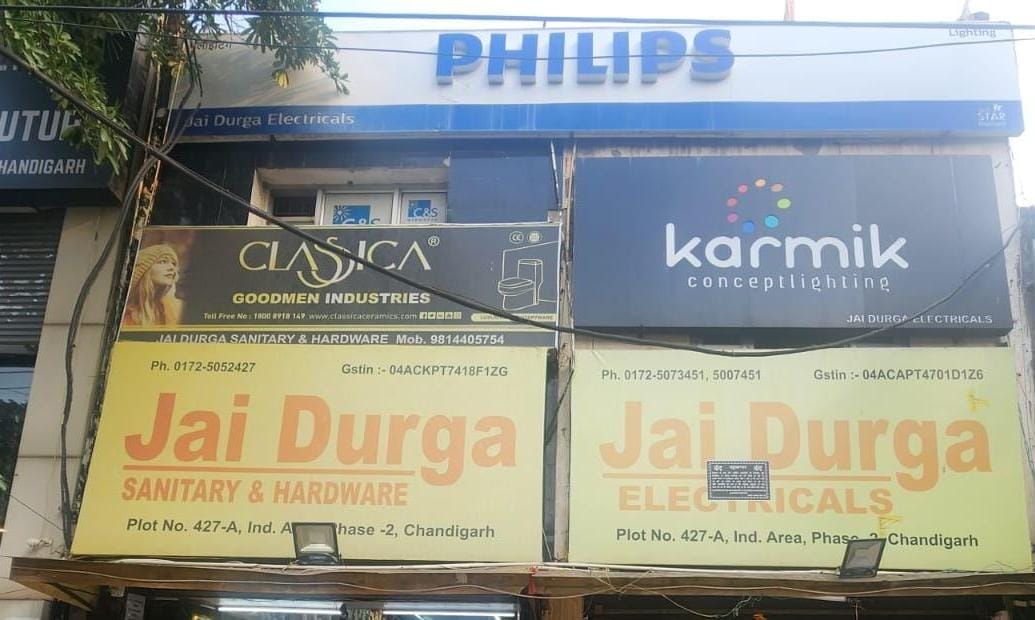 लाइटिंग
PHILIPS
Lighting
Jai Durga Electricals
STAR
UTUR
HANDIGARH
C&S
C&S
CLASSICA®
GOODMEN INDUSTRIES
Toll Free No : 1800 8918 149 www.classicaceramics.com
JAI DURGA SANITARY & HARDWARE Mob. 9814405754
karmik
conceptlighting
JAI DURGA ELECTRICALS
Ph. 0172-5052427 Gstin :- 04ACKPT7418F1ZG
Jai Durga
SANITARY & HARDWARE
Plot No. 427-A, Ind. A Phase -2, Chandigarh
Ph. 0172-5073451, 5007451 Gstin :- 04ACAPT4701D1Z6
Jai Durga
ELECTRICALS
Plot No. 427-A, Ind. Area, Phase 2 Chandigarh